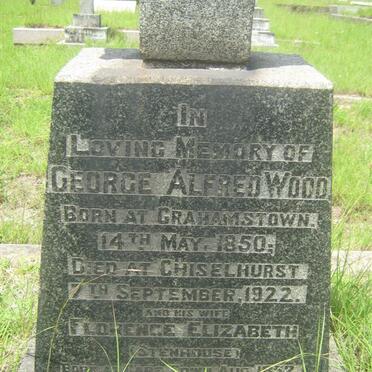 IN
LOVING MEMORY OF
GEORGE ALFRED WOOD
BORN AT GRAHAMSTOWN.
14TH MAY, 1850;
DIED AT CHISELHURST
7TH SEPTEMBER, 1922.
AND HIS WIFE
FLORENCE ELIZABETH
(STENHOUSE)